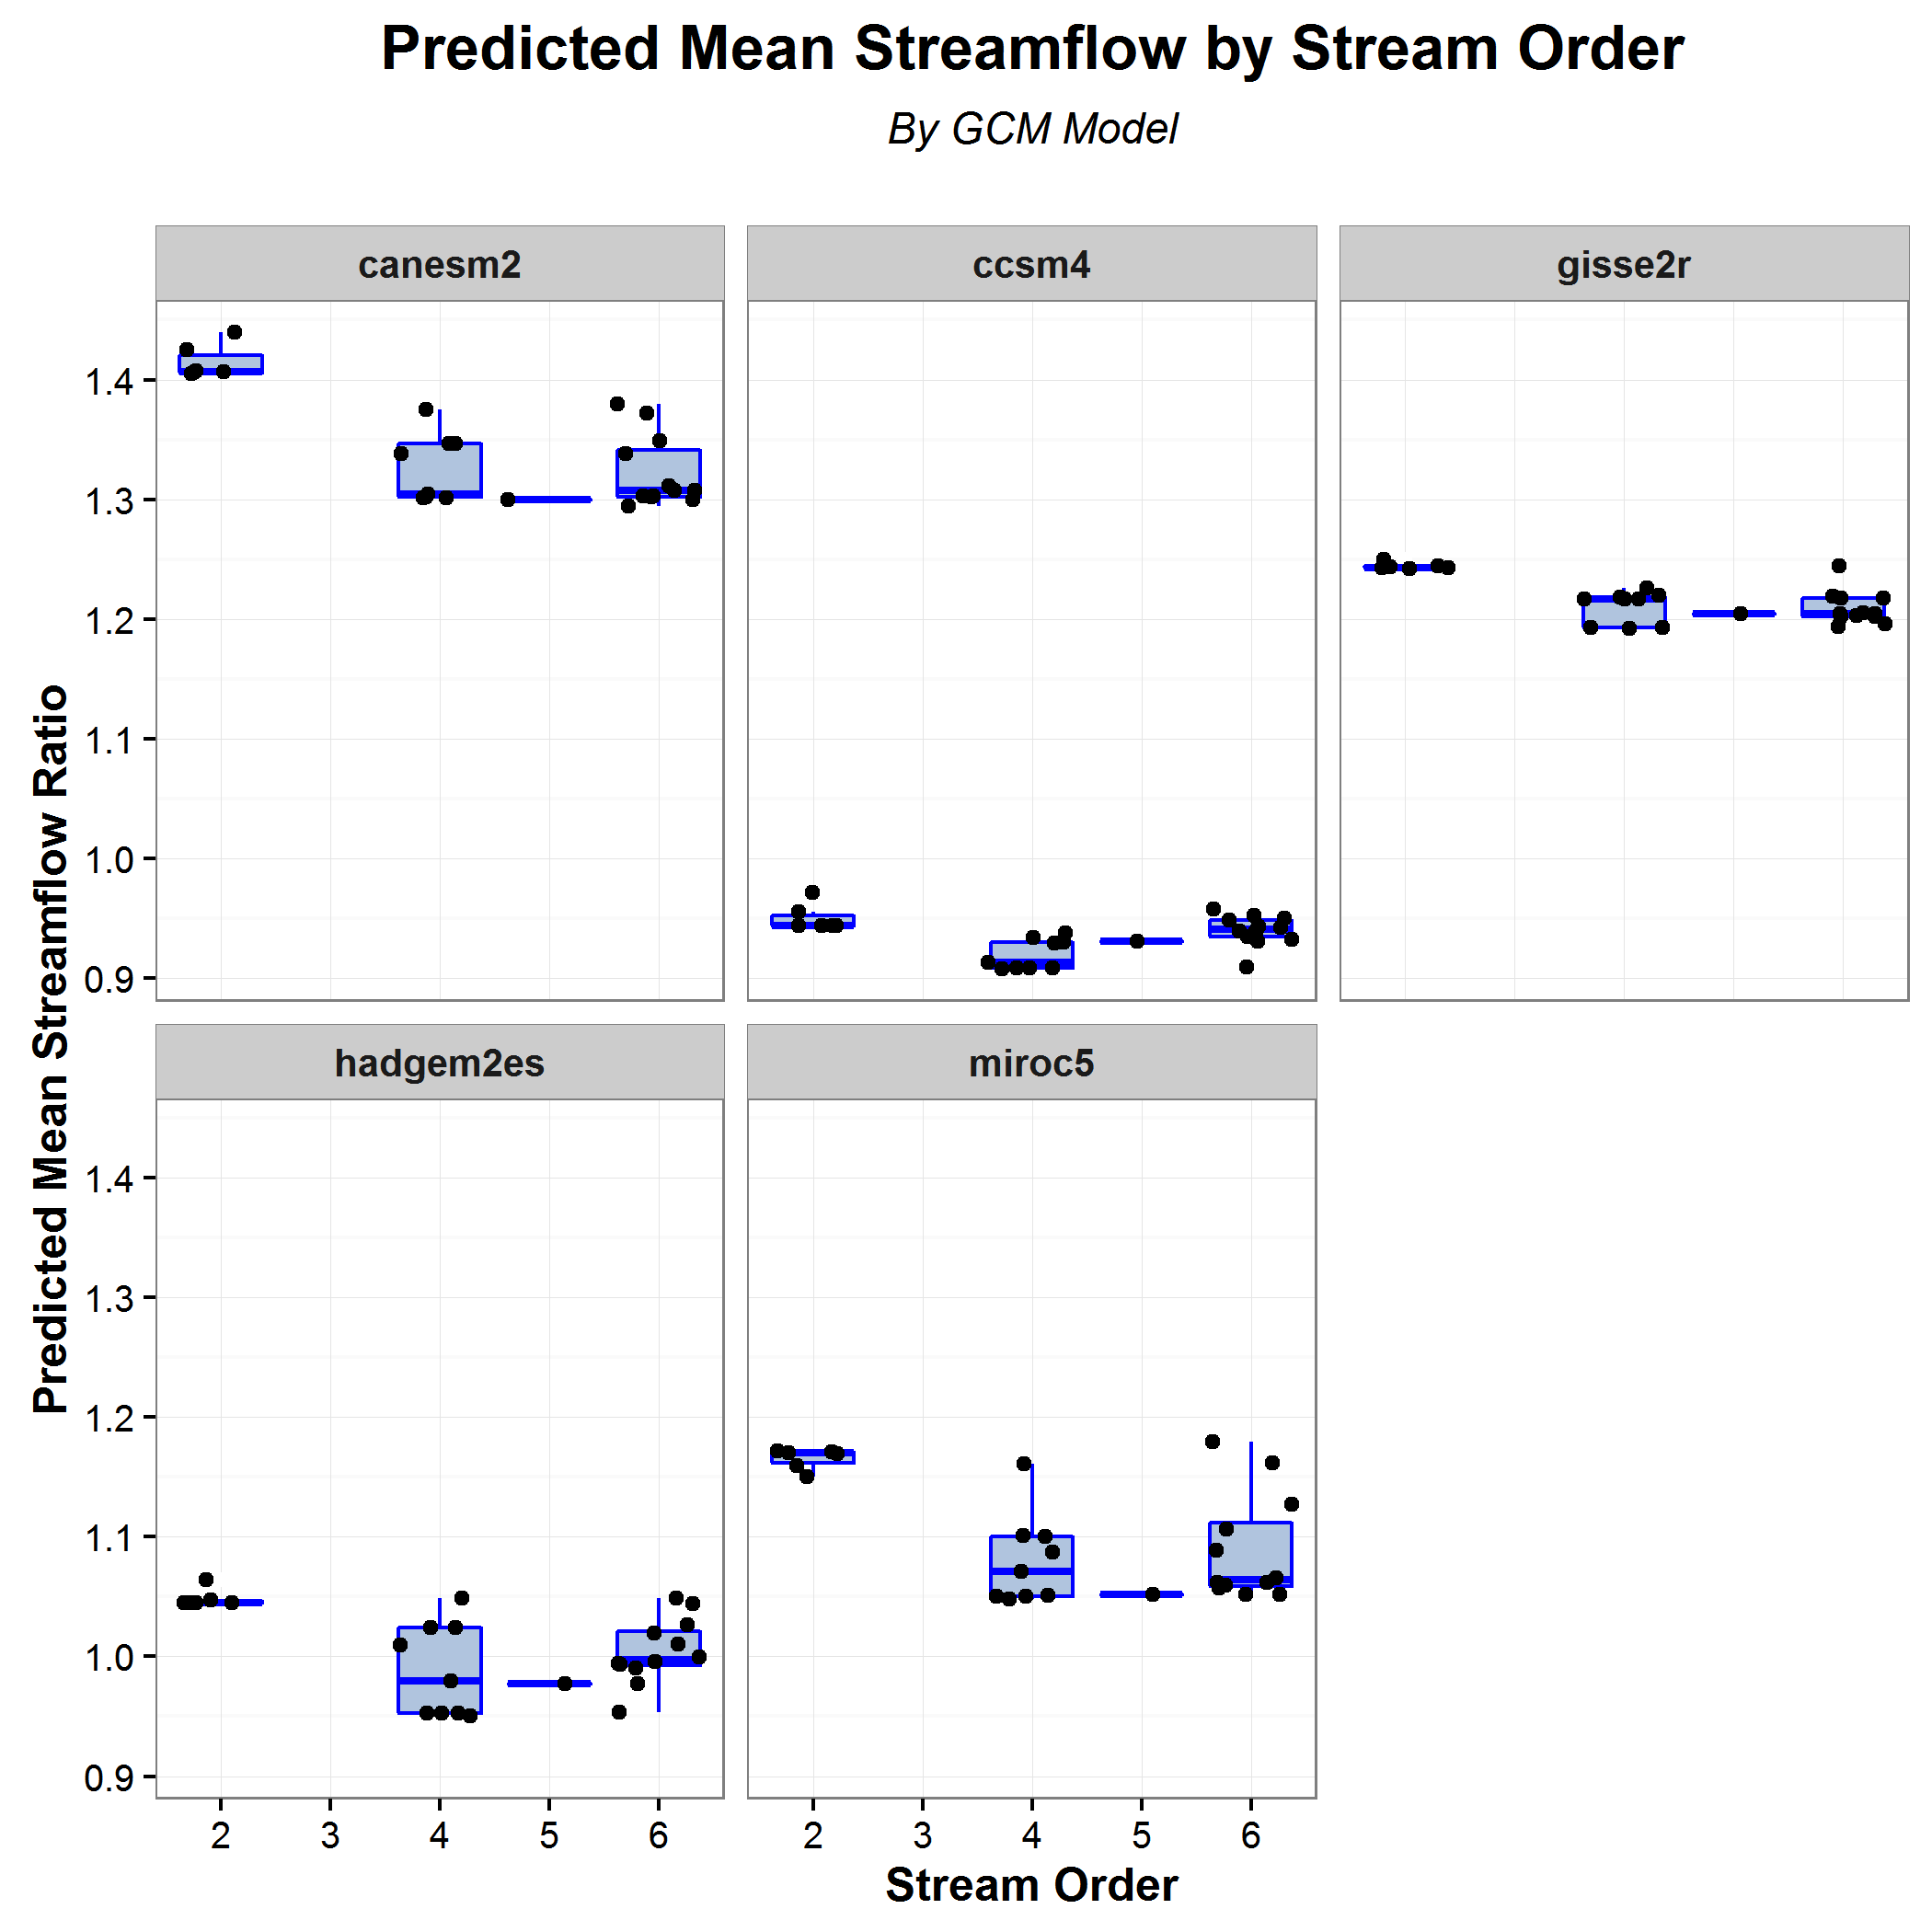 Predicted Mean Streamflow by Stream Order
By GCM Model
canesm2
ccsm4
gisse2r
1.4
1.3
1.2
1.1
1.0
0.9
Predicted Mean Streamflow Ratio
hadgem2es
miroc5
1.4
1.3
1.2
1.1
1.0
0.9
2 3 4 5 6
2 3 4 5 6
Stream Order